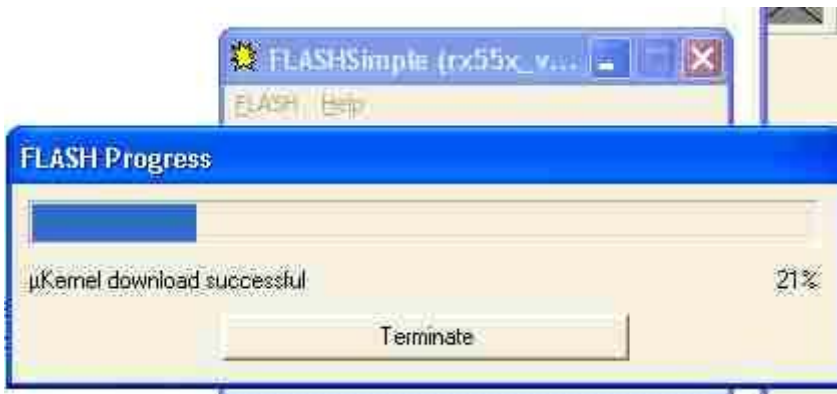 FLASHSimple (rx55x_v...
FLASH Help
FLASH Progress
µKernel download successful
21%
Terminate